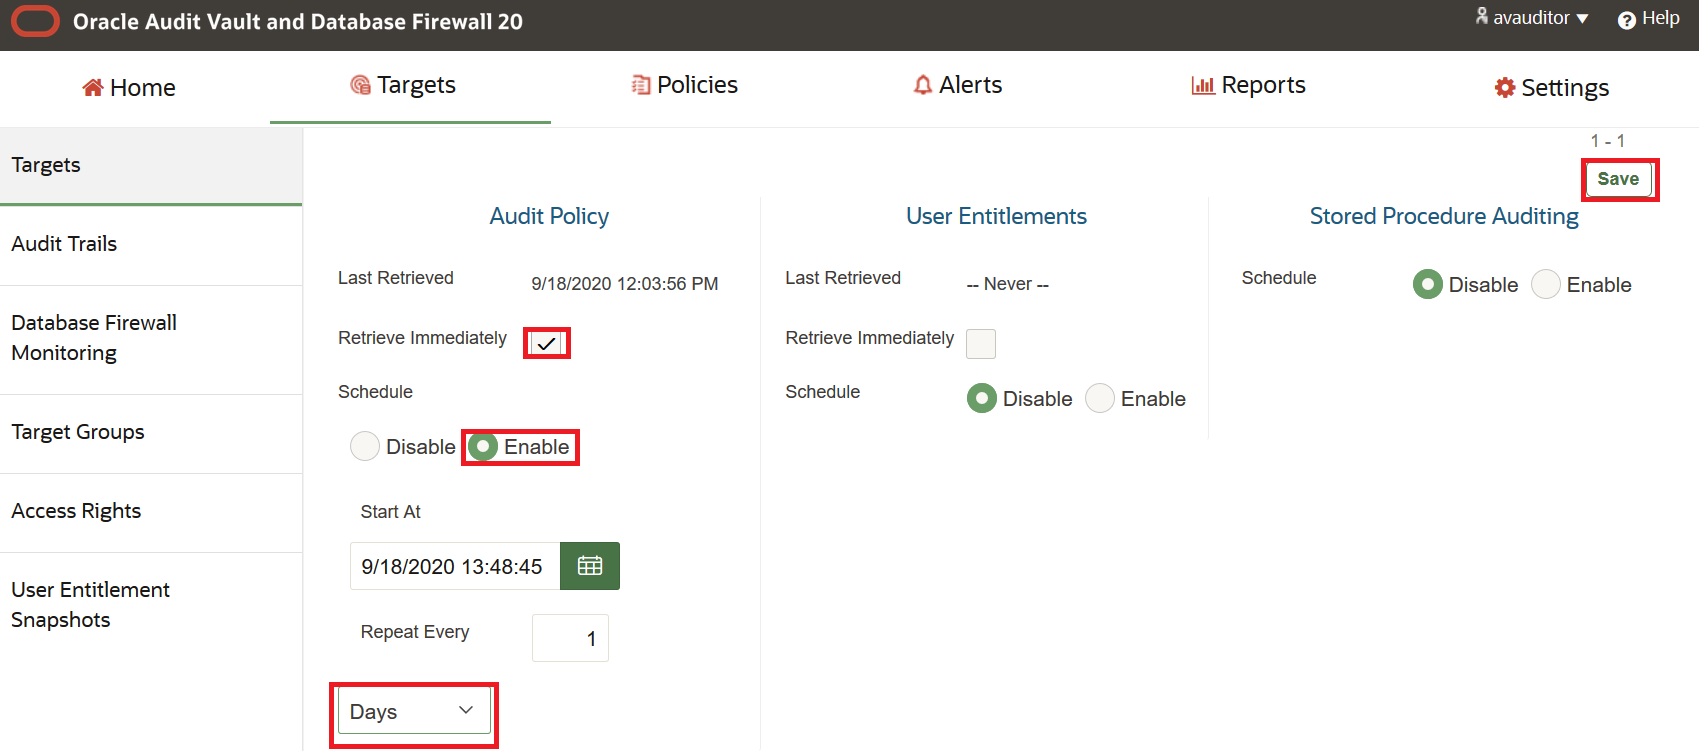 Oracle Audit Vault and Database Firewall 20
avauditor
Help
Home
Targets
Policies
Alerts
Reports
Settings
Targets
Audit Trails
Database Firewall
Monitoring
Target Groups
Access Rights
User Entitlement
Snapshots
1 - 1
Save
Audit Policy
Last Retrieved
9/18/2020 12:03:56 PM
Retrieve Immediately
Schedule
Disable
Enable
Start At
9/18/2020 13:48:45
Repeat Every
1
Days
User Entitlements
Last Retrieved
-- Never --
Retrieve Immediately
Schedule
Disable
Enable
Stored Procedure Auditing
Schedule
Disable
Enable